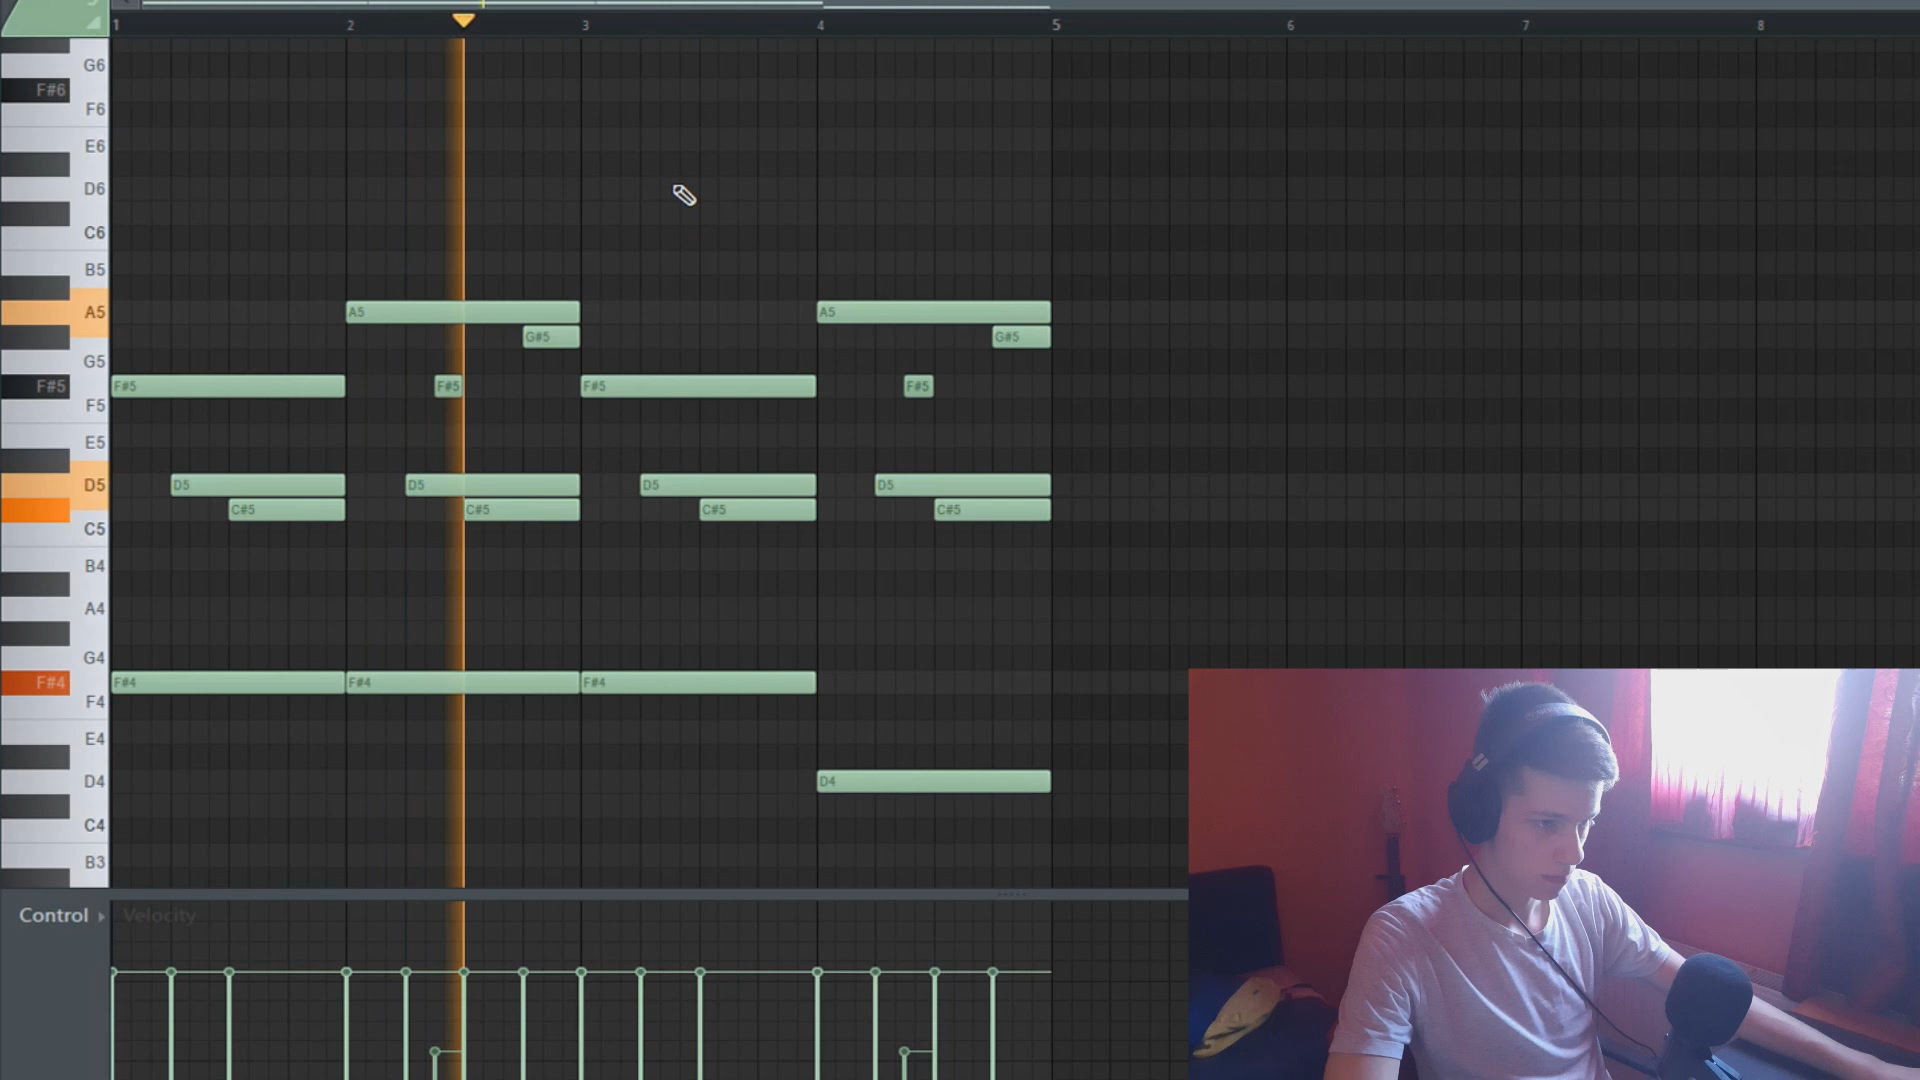 1 2 3 4 5 6 7 8
G6
F#6
F6
E6
D6
C6
B5
A5 A5 A5
G#5 G#5
G5
F#5 F#5 F#5 F#5 F#5
F5
E5
D5 D5 D5 D5 D5
C#5 C#5 C#5 C#5
C5
B4
A4
G4
F#4 F#4 F#4 F#4
F4
E4
D4 D4
C4
B3
Control Velocity